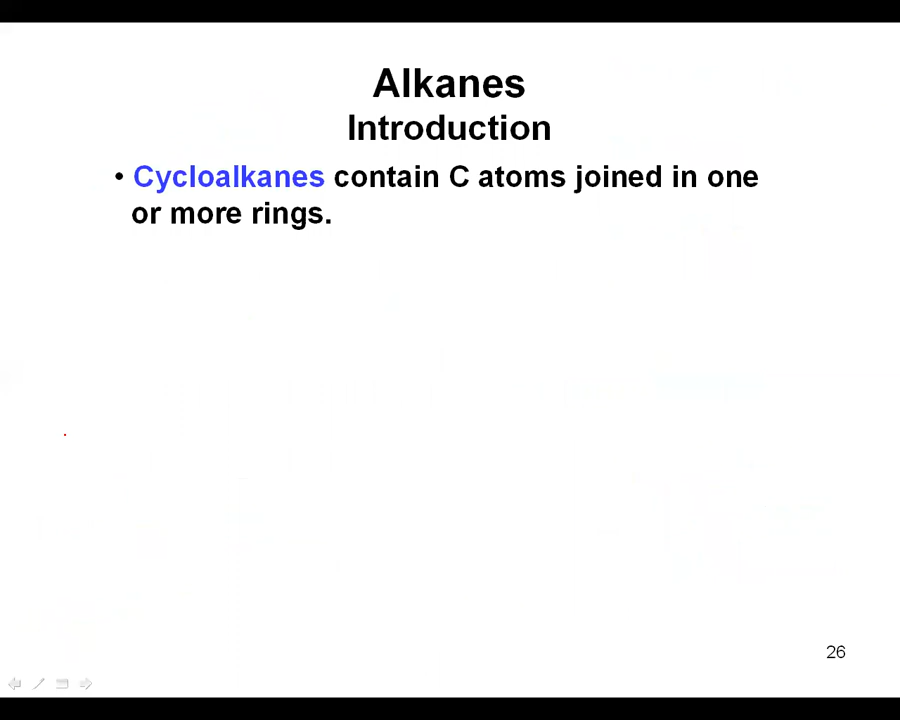 Alkanes
Introduction
• Cycloalkanes contain C atoms joined in one
or more rings.
26